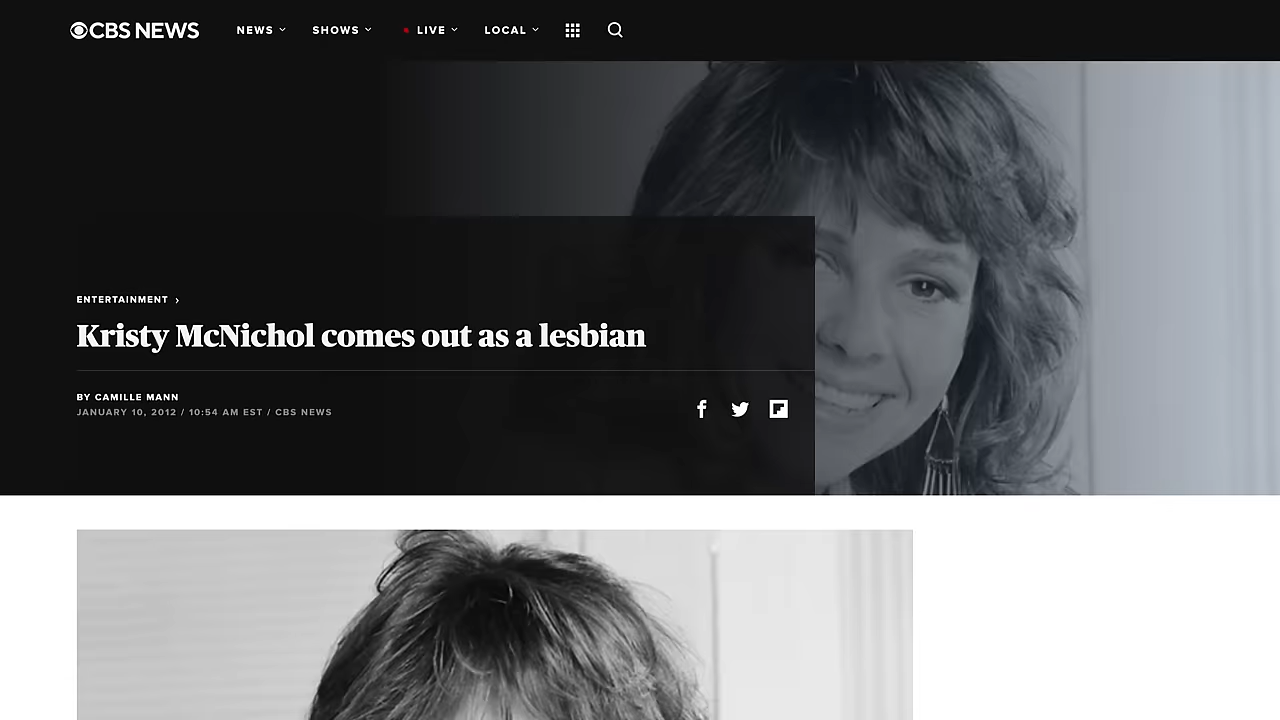 CBS NEWS NEWS SHOWS LIVE LOCAL
ENTERTAINMENT ›
Kristy McNichol comes out as a lesbian
BY CAMILLE MANN
JANUARY 10, 2012 / 10:54 AM EST / CBS NEWS